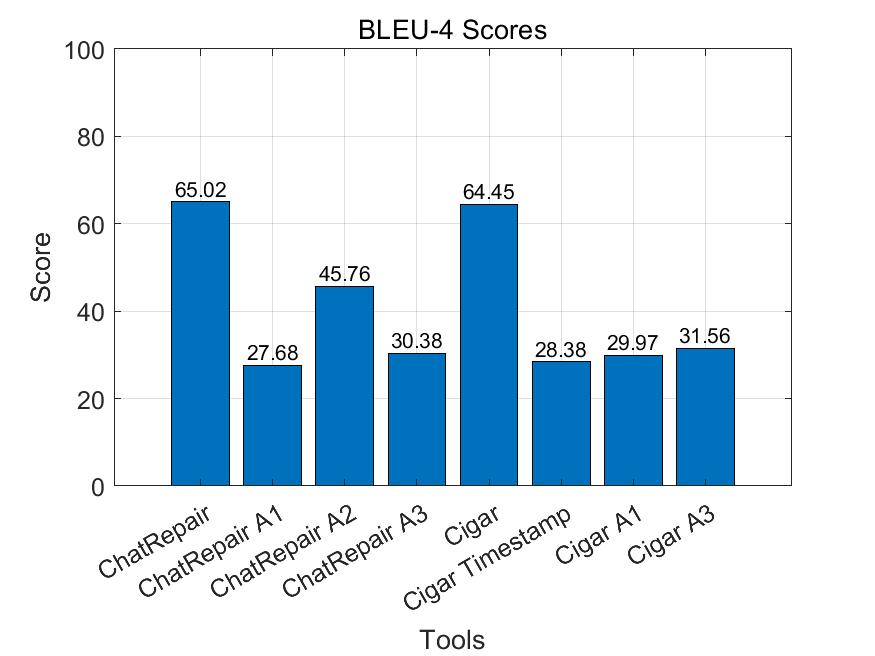 BLEU-4 Scores
100
80
60
40
20
0
Score
65.02
27.68
45.76
30.38
64.45
28.38
29.97
31.56
ChatRepair
ChatRepair A1
ChatRepair A2
ChatRepair A3
Cigar
Cigar Timestamp
Cigar A1
Cigar A3
Tools